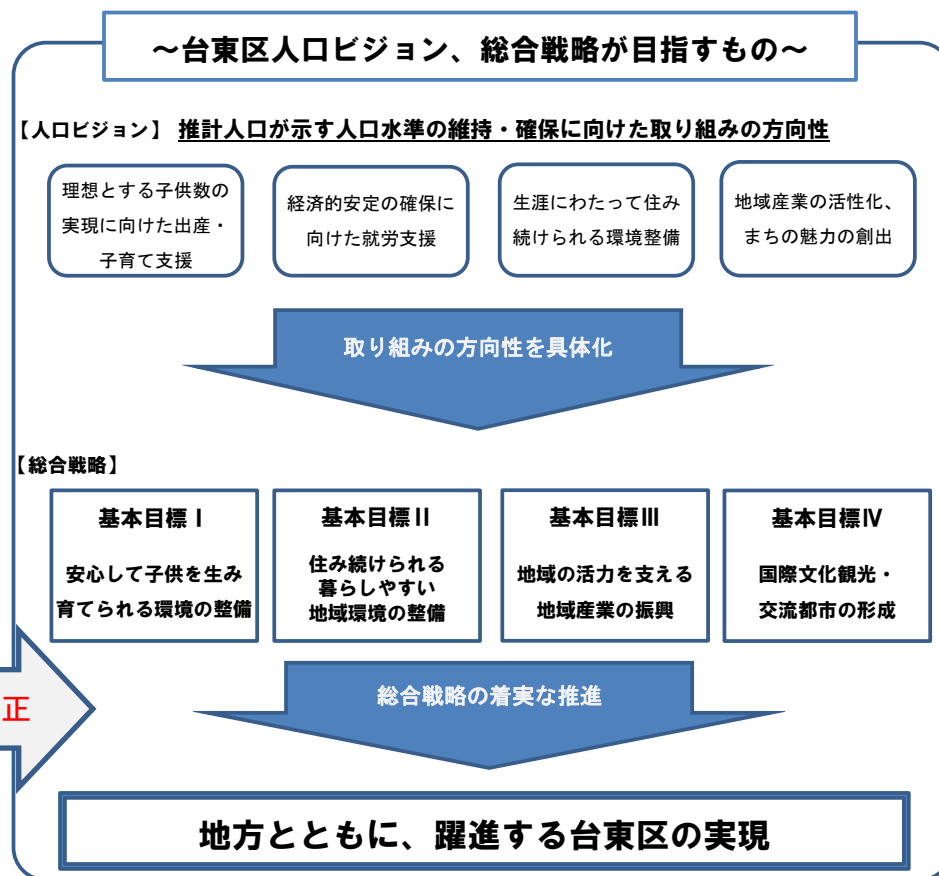 ～台東区人口ビジョン、総合戦略が目指すもの～
【人口ビジョン】 推計人口が示す人口水準の維持・確保に向けた取り組みの方向性
理想とする子供数の
実現に向けた出産・
子育て支援
経済的安定の確保に
向けた就労支援
生涯にわたって住み
続けられる環境整備
地域産業の活性化、
まちの魅力の創出
取り組みの方向性を具体化
【総合戦略】
基本目標Ⅰ
安心して子供を生み
育てられる環境の整備
基本目標Ⅱ
住み続けられる
暮らしやすい
地域環境の整備
基本目標Ⅲ
地域の活力を支える
地域産業の振興
基本目標Ⅳ
国際文化観光・
交流都市の形成
正
総合戦略の着実な推進
地方とともに、躍進する台東区の実現